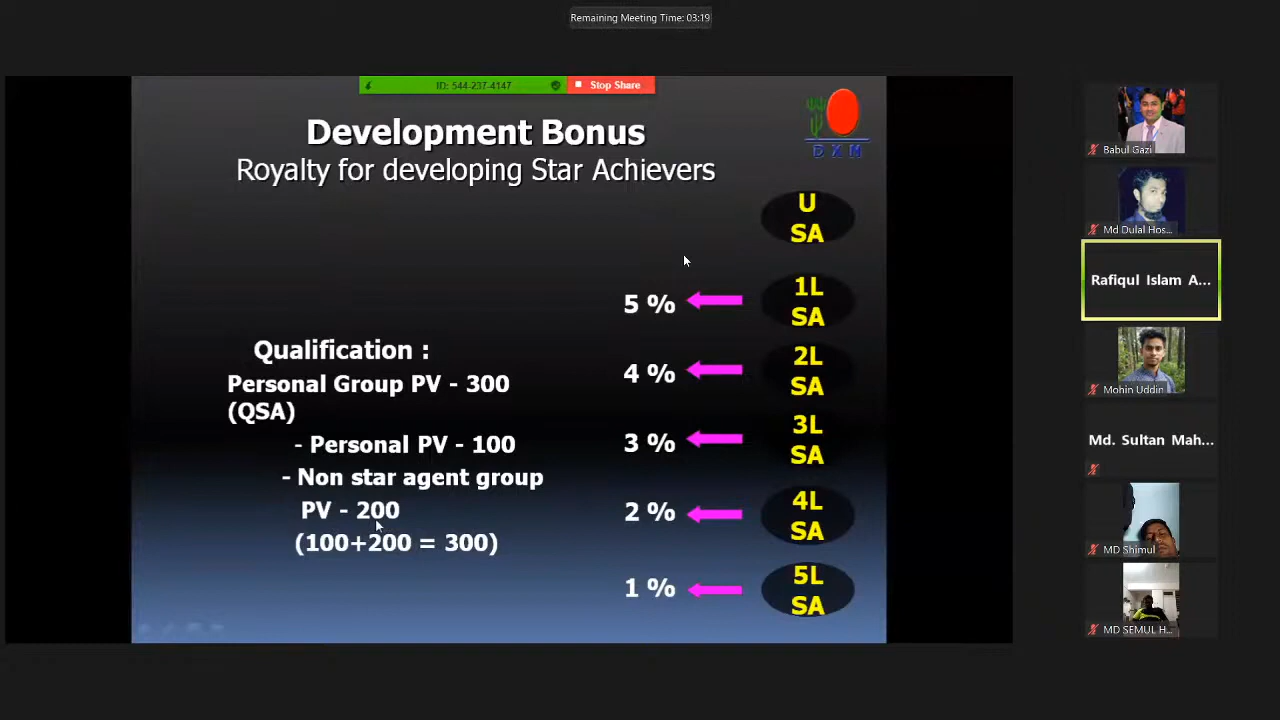 Remaining Meeting Time: 03:19
ID: 544-237-4147
Stop Share
Development Bonus
Royalty for developing Star Achievers
DXN
U
SA
5 %
1L
SA
4 %
2L
SA
3 %
3L
SA
2 %
4L
SA
1 %
5L
SA
Qualification :
Personal Group PV - 300
(QSA)
- Personal PV - 100
- Non star agent group
PV - 200
(100+200 = 300)
Babul Gazi
Md Dulal Hos...
Rafiqul Islam A...
Mohin Uddin
Md. Sultan Mah...
MD Shimul
MD SEMUL H...